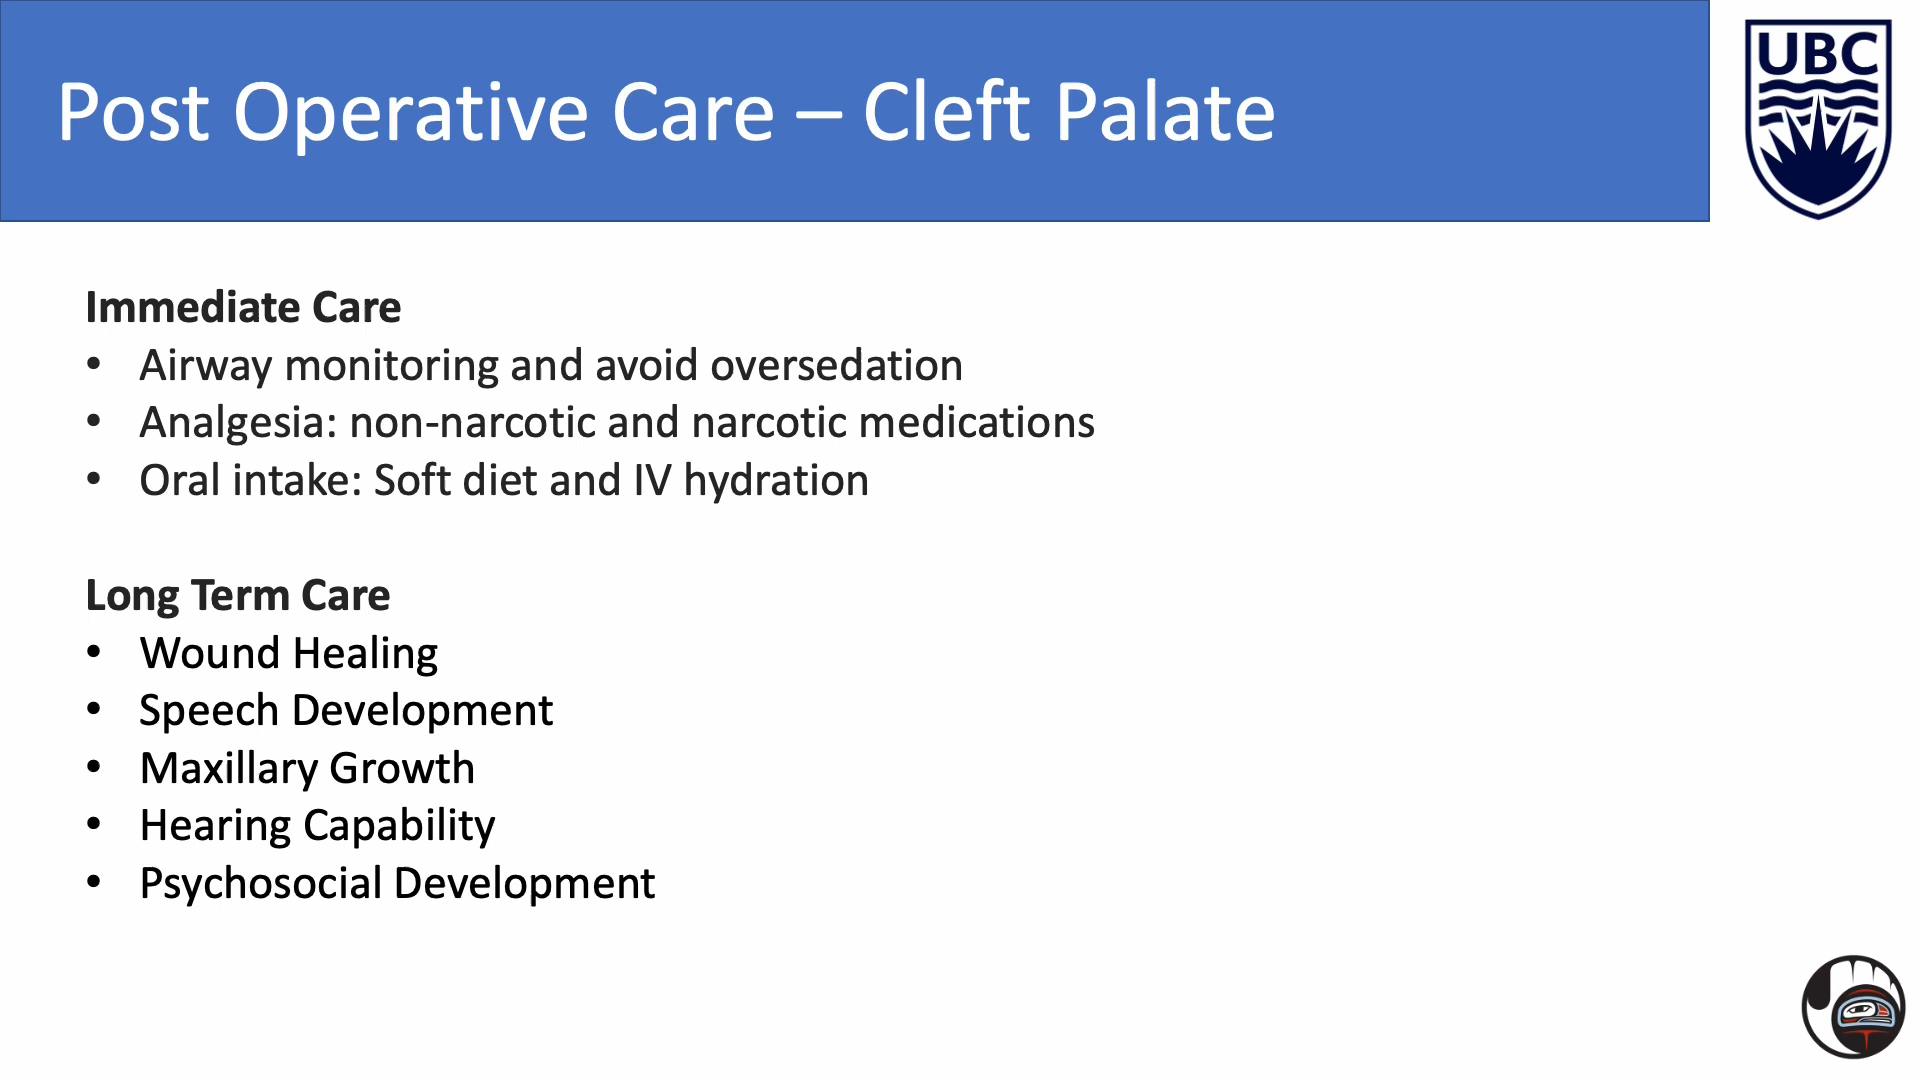 Post Operative Care – Cleft Palate
UBC
Immediate Care
• Airway monitoring and avoid oversedation
• Analgesia: non-narcotic and narcotic medications
• Oral intake: Soft diet and IV hydration
Long Term Care
• Wound Healing
• Speech Development
• Maxillary Growth
• Hearing Capability
• Psychosocial Development